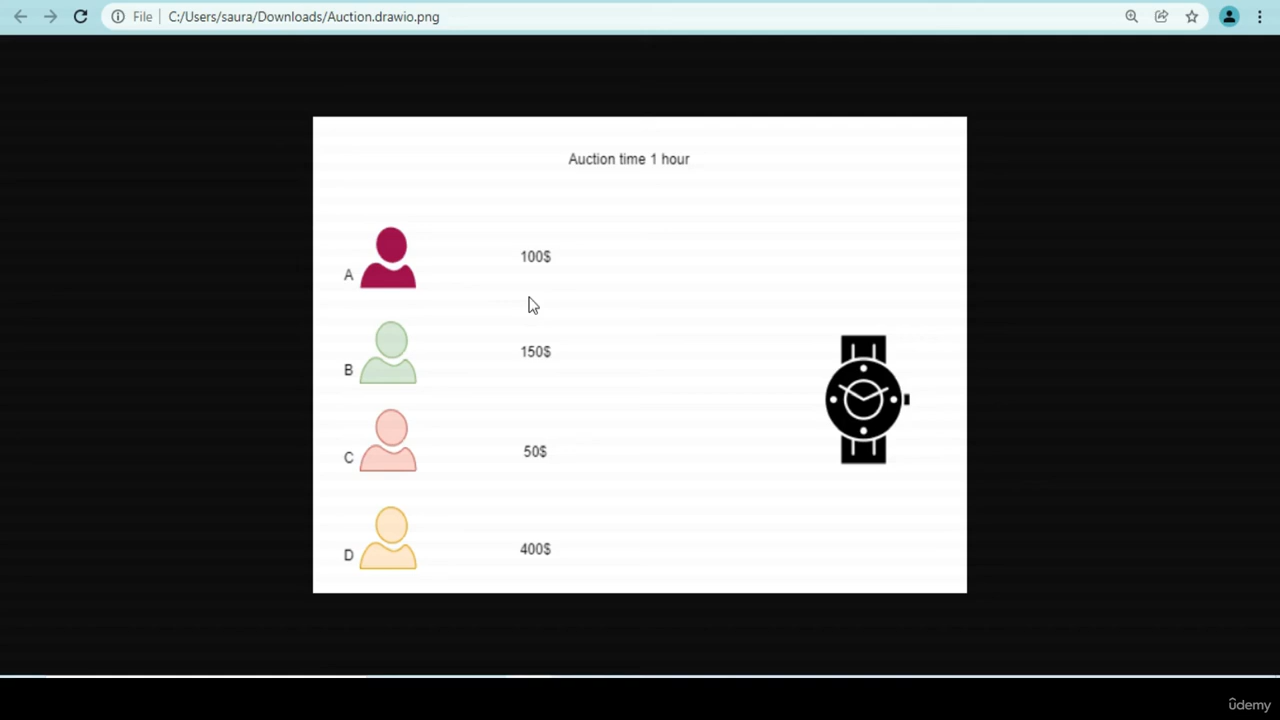 File
C:/Users/saura/Downloads/Auction.drawio.png
Auction time 1 hour
A
100$
B
150$
C
50$
D
400$
ûdemy